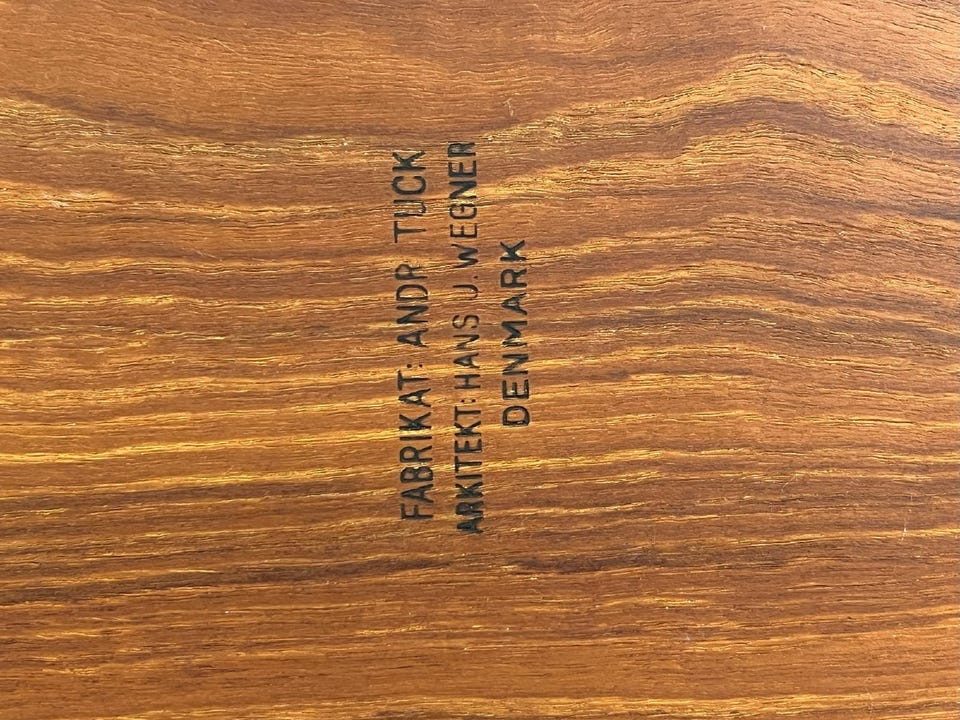 FABRIKAT: ANDR TUCK
ARKITEKT: HANS J. WEGNER
DENMARK